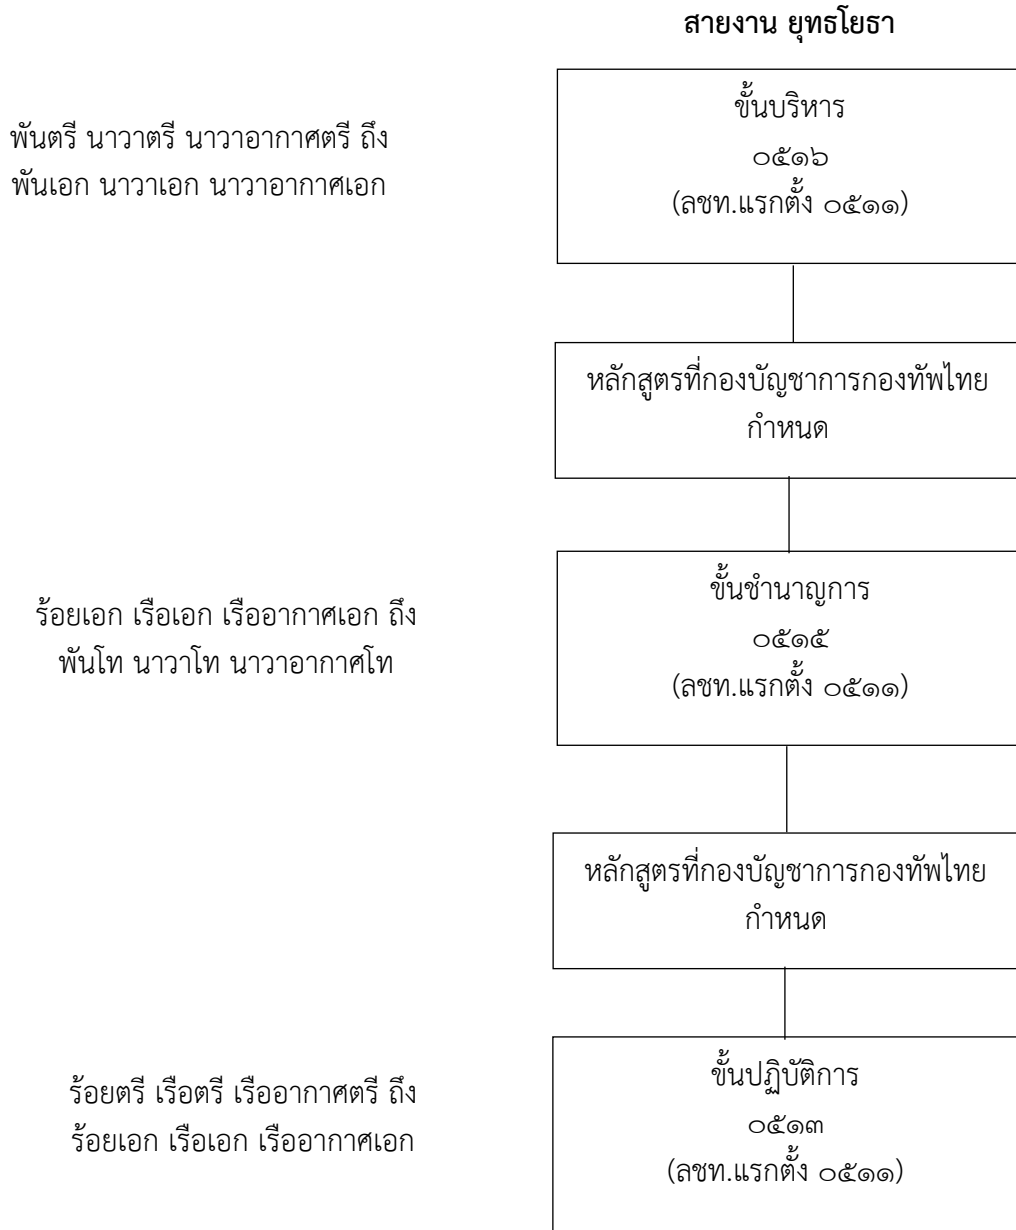 สายงาน ยุทธโยธา
พันตรี นาวาตรี นาวาอากาศตรี ถึง
พันเอก นาวาเอก นาวาอากาศเอก
ขั้นบริหาร
๐๕๑๖
(ลชท.แรกตั้ง ๐๕๑๑)
หลักสูตรที่กองบัญชาการกองทัพไทย
กำหนด
ร้อยเอก เรือเอก เรืออากาศเอก ถึง
พันโท นาวาโท นาวาอากาศโท
ขั้นชำนาญการ
๐๕๑๕
(ลชท.แรกตั้ง ๐๕๑๑)
หลักสูตรที่กองบัญชาการกองทัพไทย
กำหนด
ร้อยตรี เรือตรี เรืออากาศตรี ถึง
ร้อยเอก เรือเอก เรืออากาศเอก
ขั้นปฏิบัติการ
๐๕๑๓
(ลชท.แรกตั้ง ๐๕๑๑)